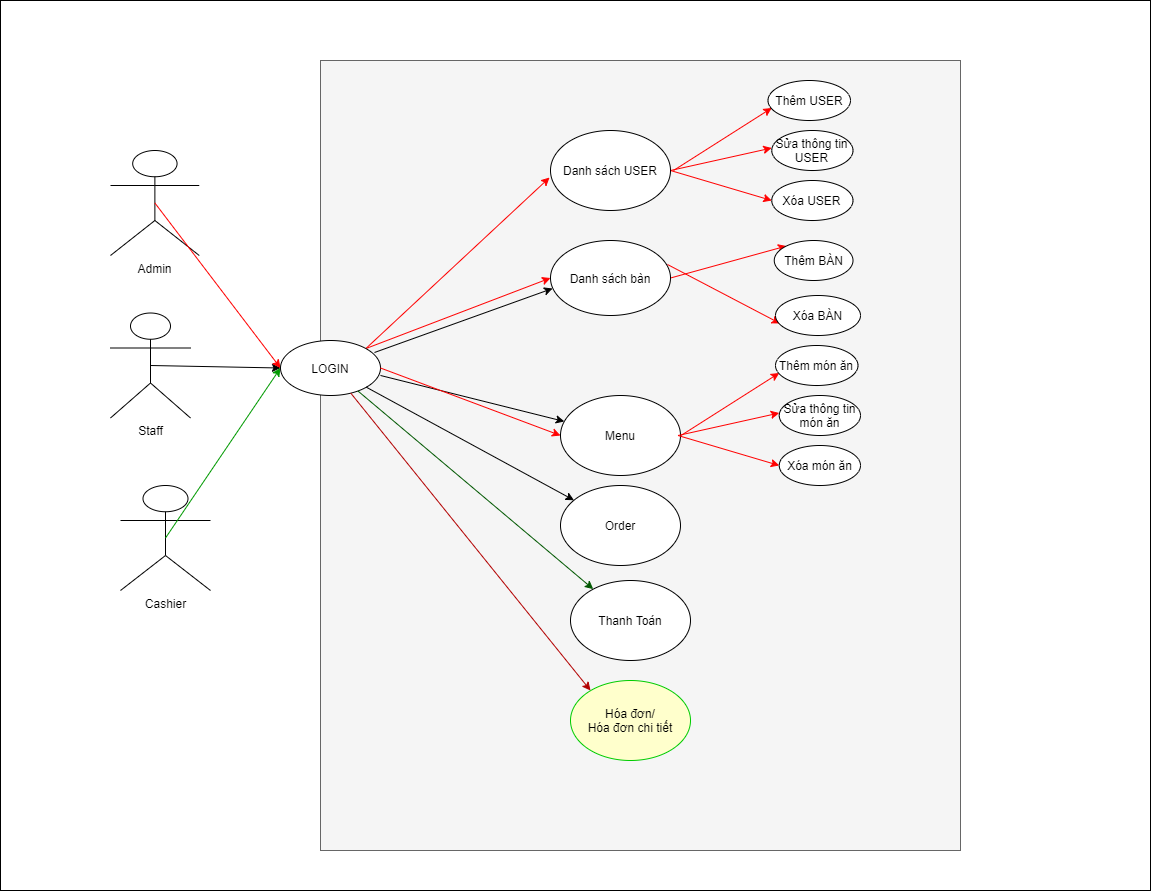 Admin
Staff
Cashier
LOGIN
Danh sách USER
Thêm USER
Sửa thông tin
USER
Xóa USER
Danh sách bàn
Thêm BÀN
Xóa BÀN
Menu
Thêm món ăn
Sửa thông tin
món ăn
Xóa món ăn
Order
Thanh Toán
Hóa đơn/
Hóa đơn chi tiết